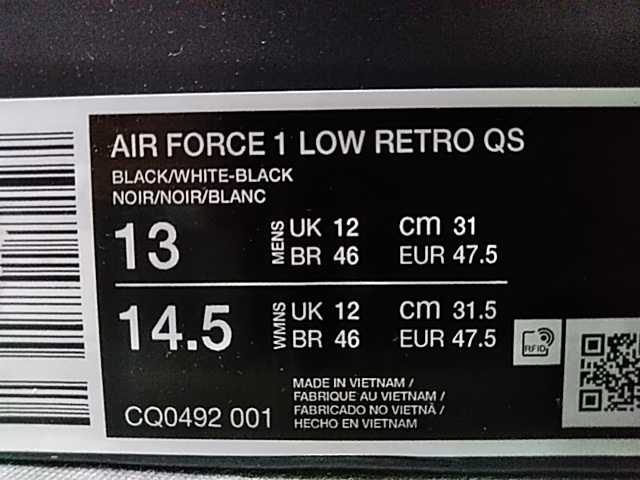 AIR FORCE 1 LOW RETRO QS
BLACK/WHITE-BLACK
NOIR/NOIR/BLANC
13 MENS UK 12 cm 31
BR 46 EUR 47.5
14.5 WMNS UK 12 cm 31.5
BR 46 EUR 47.5
RFID
MADE IN VIETNAM /
FABRIQUE AU VIETNAM /
FABRICADO NO VIETNÃ /
HECHO EN VIETNAM
CQ0492 001